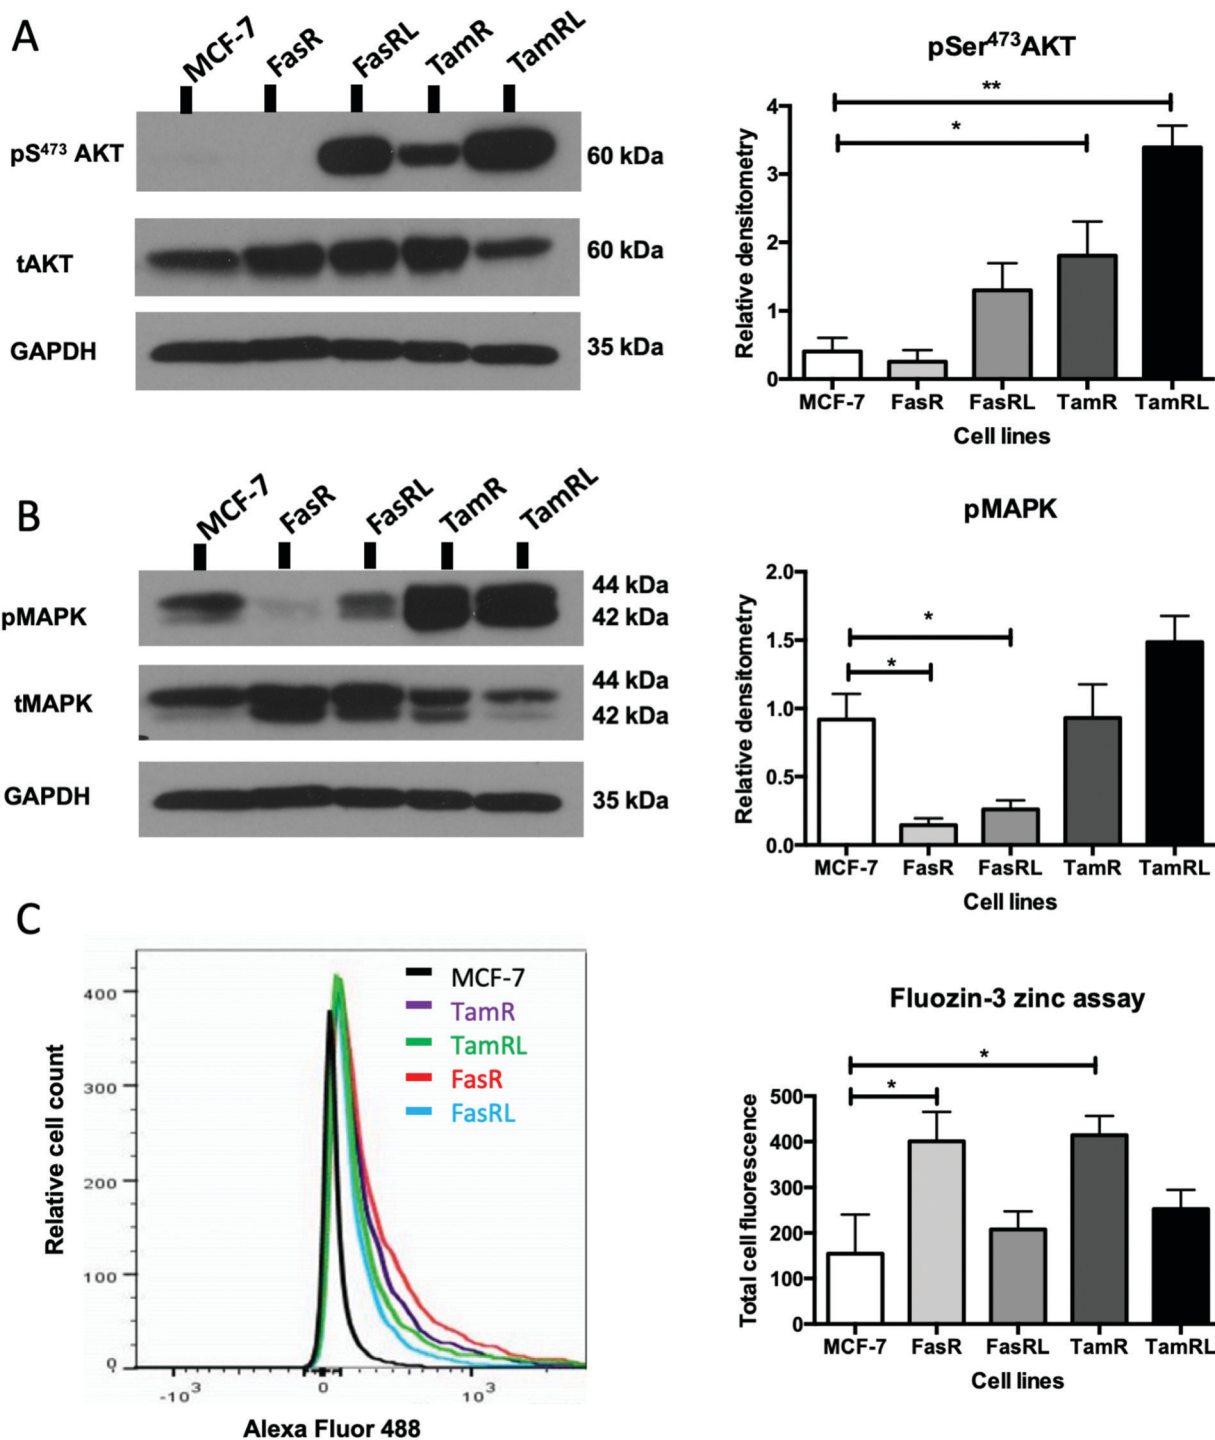 A
MCF-7
FasR
FasRL
TamR
TamRL
pS⁴⁷³ AKT
60 kDa
tAKT
60 kDa
GAPDH
35 kDa
pSer⁴⁷³AKT
**
*
4
3
2
1
0
Relative densitometry
MCF-7 FasR FasRL TamR TamRL
Cell lines
B
MCF-7
FasR
FasRL
TamR
TamRL
pMAPK
44 kDa
42 kDa
tMAPK
44 kDa
42 kDa
GAPDH
35 kDa
pMAPK
*
*
2.0
1.5
1.0
0.5
0.0
Relative densitometry
MCF-7 FasR FasRL TamR TamRL
Cell lines
C
MCF-7
TamR
TamRL
FasR
FasRL
400
300
200
100
0
Relative cell count
-10³ 0 10³
Alexa Fluor 488
Fluozin-3 zinc assay
*
*
500
400
300
200
100
0
Total cell fluorescence
MCF-7 FasR FasRL TamR TamRL
Cell lines